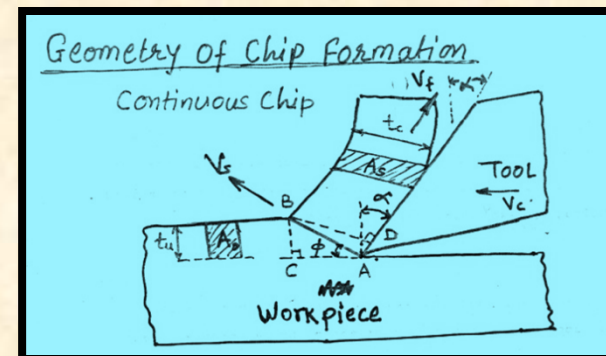 Geometry of Chip Formation
Continuous Chip
Vf
α
tc
Vs
As
TOOL
α
Vc
B
D
tu
Ao
ϕ
C
A
Workpiece